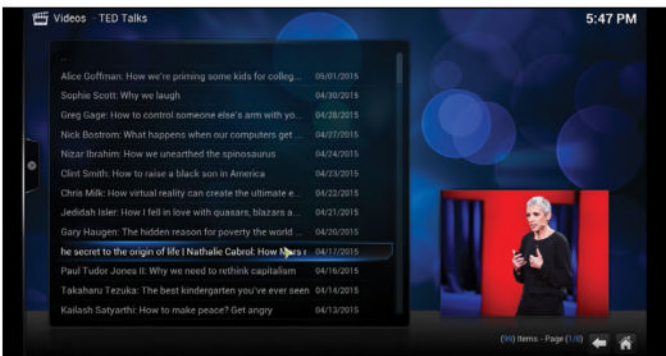 Videos - TED Talks
5:47 PM
..
Alice Goffman: How we're priming some kids for colleg... 05/01/2015
Sophie Scott: Why we laugh 04/30/2015
Greg Gage: How to control someone else's arm with yo... 04/28/2015
Nick Bostrom: What happens when our computers get ... 04/27/2015
Nizar Ibrahim: How we unearthed the spinosaurus 04/24/2015
Clint Smith: How to raise a black son in America 04/23/2015
Chris Milk: How virtual reality can create the ultimate e... 04/22/2015
Jedidah Isler: How I fell in love with quasars, blazars a... 04/21/2015
Gary Haugen: The hidden reason for poverty the world ... 04/20/2015
he secret to the origin of life | Nathalie Cabrol: How Mars 04/17/2015
Paul Tudor Jones II: Why we need to rethink capitalism 04/16/2015
Takaharu Tezuka: The best kindergarten you've ever seen 04/14/2015
Kailash Satyarthi: How to make peace? Get angry 04/13/2015
Items - Page (1/8)